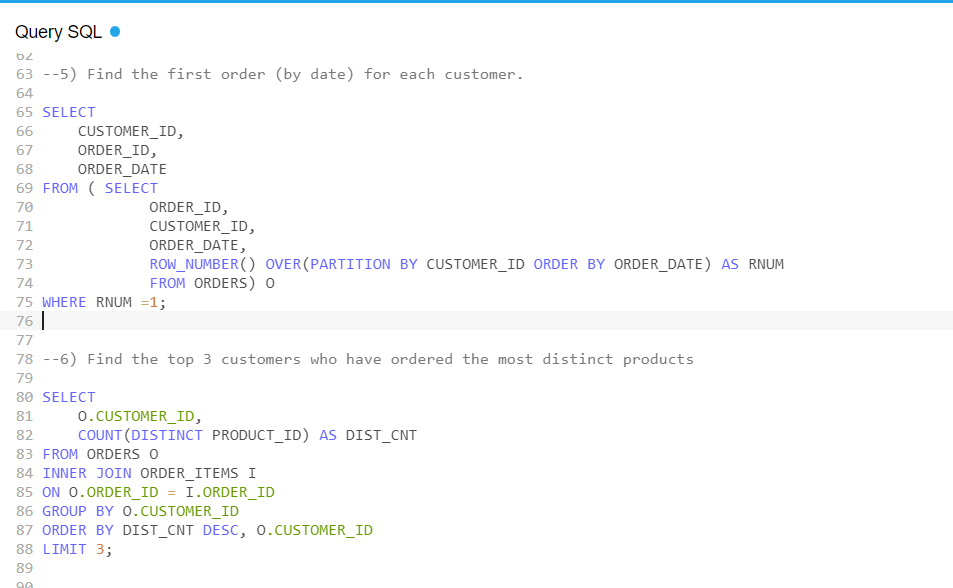 Query SQL
62
63 --5) Find the first order (by date) for each customer.
64
65 SELECT
66     CUSTOMER_ID,
67     ORDER_ID,
68     ORDER_DATE
69 FROM ( SELECT
70             ORDER_ID,
71             CUSTOMER_ID,
72             ORDER_DATE,
73             ROW_NUMBER() OVER(PARTITION BY CUSTOMER_ID ORDER BY ORDER_DATE) AS RNUM
74             FROM ORDERS) O
75 WHERE RNUM =1;
76
77
78 --6) Find the top 3 customers who have ordered the most distinct products
79
80 SELECT
81     O.CUSTOMER_ID,
82     COUNT(DISTINCT PRODUCT_ID) AS DIST_CNT
83 FROM ORDERS O
84 INNER JOIN ORDER_ITEMS I
85 ON O.ORDER_ID = I.ORDER_ID
86 GROUP BY O.CUSTOMER_ID
87 ORDER BY DIST_CNT DESC, O.CUSTOMER_ID
88 LIMIT 3;
89
90